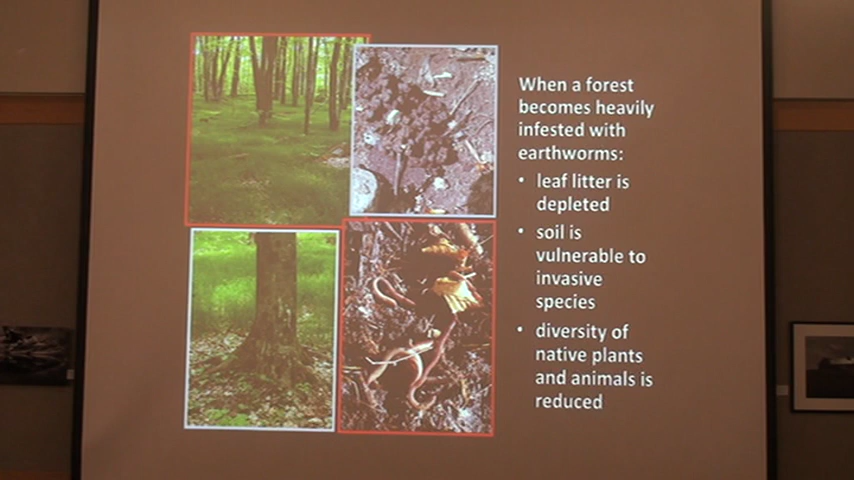 When a forest
becomes heavily
infested with
earthworms:
• leaf litter is
depleted
• soil is
vulnerable to
invasive
species
• diversity of
native plants
and animals is
reduced